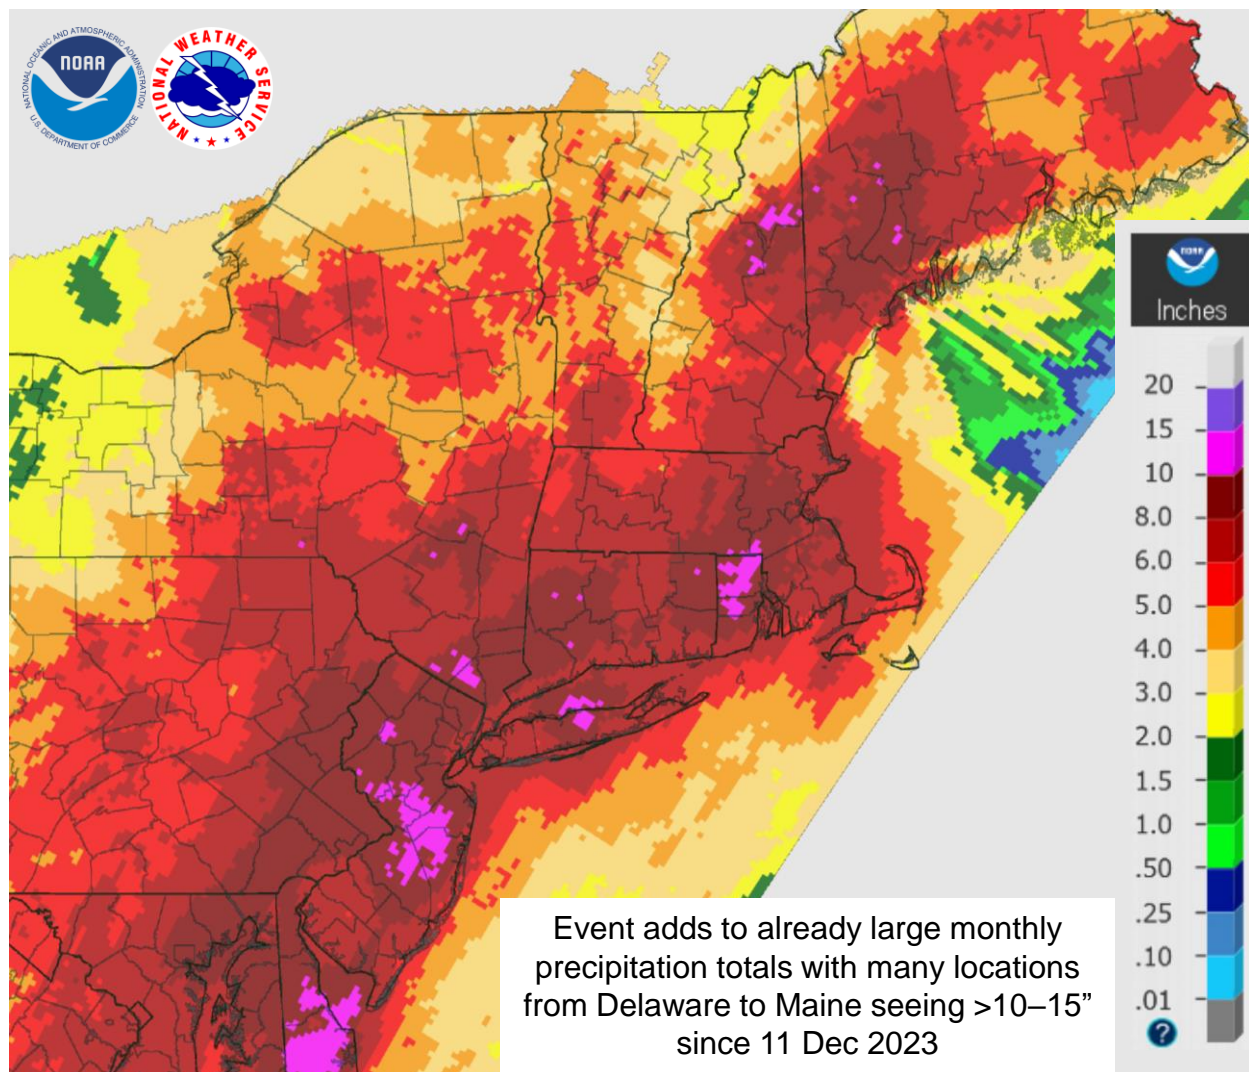 NATIONAL OCEANIC AND ATMOSPHERIC ADMINISTRATION
NOAA
U.S. DEPARTMENT OF COMMERCE
NATIONAL WEATHER SERVICE
NOAA
Inches
20
15
10
8.0
6.0
5.0
4.0
3.0
2.0
1.5
1.0
.50
.25
.10
.01
?
Event adds to already large monthly
precipitation totals with many locations
from Delaware to Maine seeing >10–15”
since 11 Dec 2023